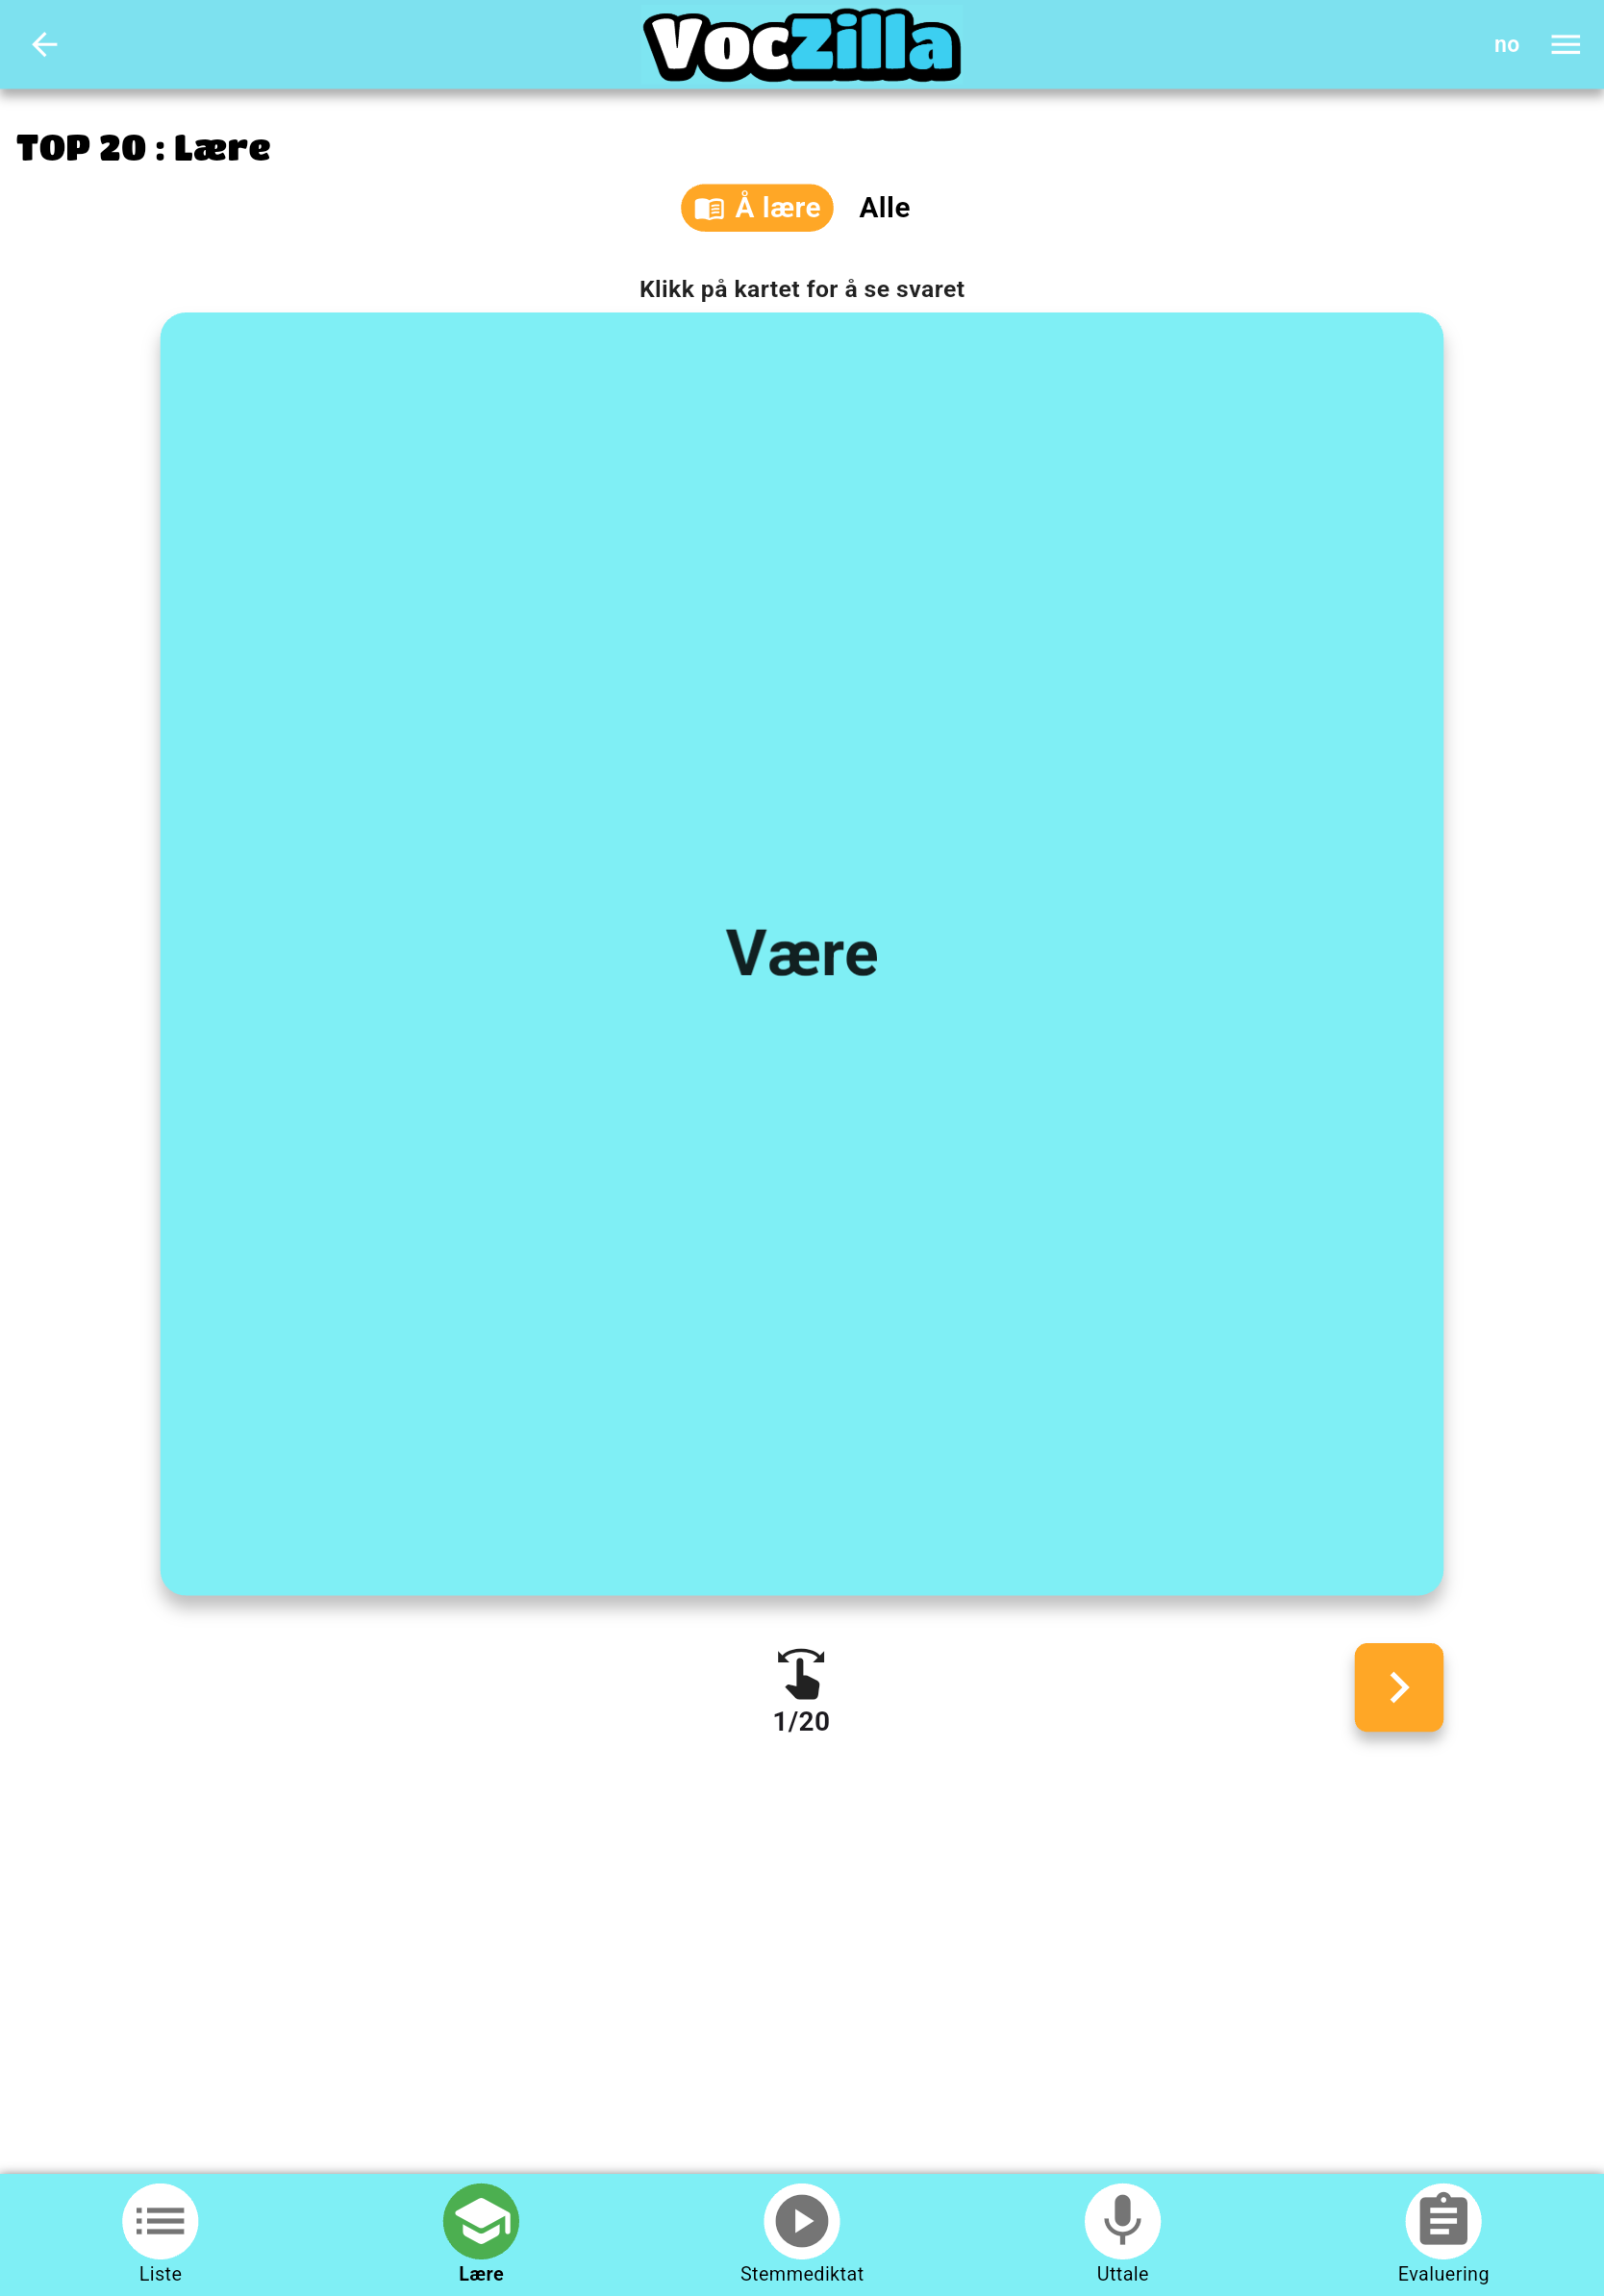 VocZilla
no
TOP 20 : Lære
Å lære Alle
Klikk på kartet for å se svaret
Være
1/20
Liste Lære Stemmediktat Uttale Evaluering